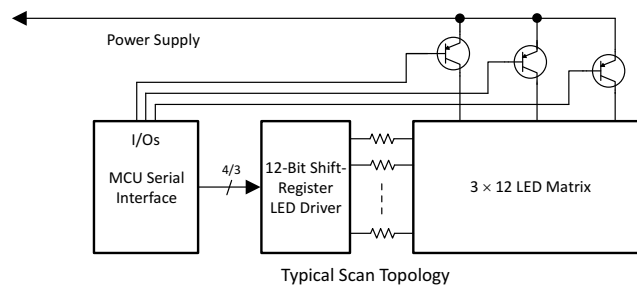 Power Supply
I/Os
MCU Serial
Interface
4/3
12-Bit Shift-
Register
LED Driver
3 × 12 LED Matrix
Typical Scan Topology